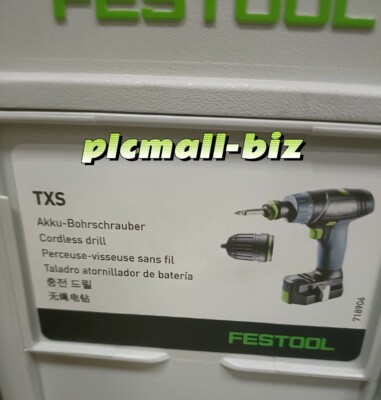 FESTOOL
plcmall-biz
TXS
Akku-Bohrschrauber
Cordless drill
Perceuse-visseuse sans fil
Taladro atornillador de batería
충전 드릴
无绳电钻
718906
FESTOOL